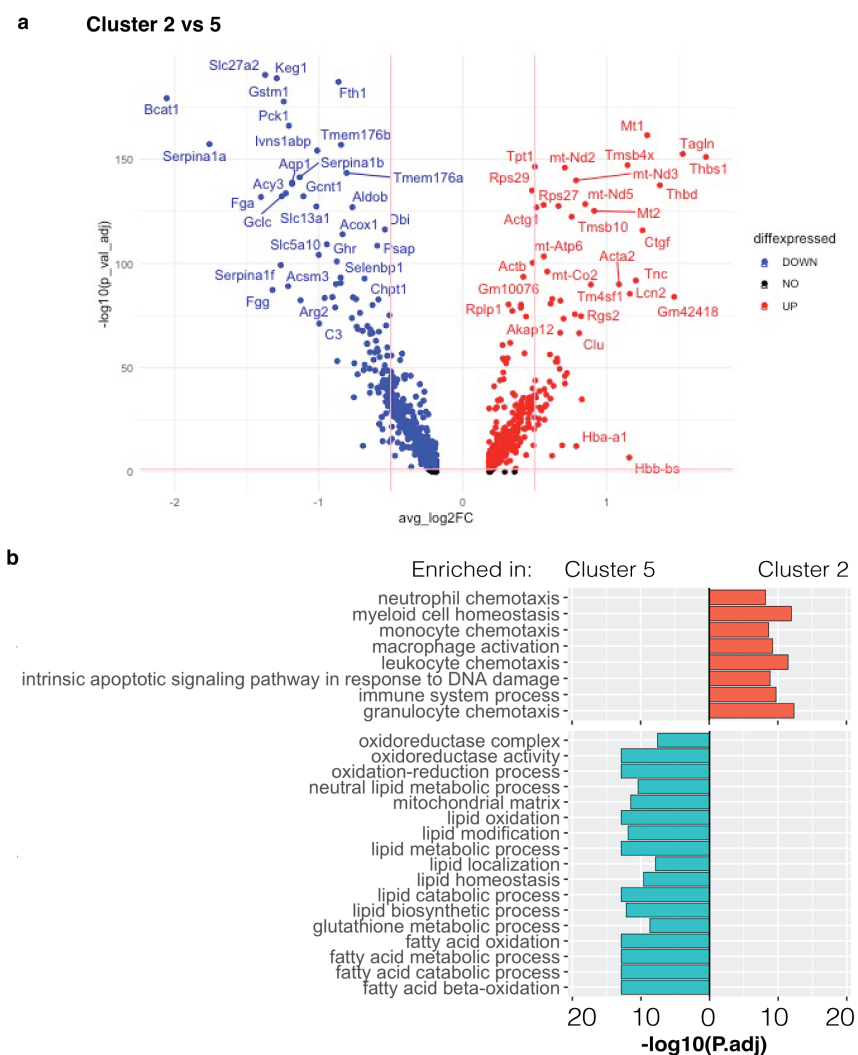 a
Cluster 2 vs 5
Slc27a2
Keg1
Gstm1
Fth1
Bcat1
Pck1
Ivns1abp
Tmem176b
Serpina1a
Aqp1
Serpina1b
Tmem176a
Acy3
Gcnt1
Fga
Aldob
Gclc
Slc13a1
Acox1
Dbi
Slc5a10
Ghr
Psap
Serpina1f
Acsm3
Selenbp1
Chpt1
Fgg
Arg2
C3
Mt1
Tagln
Tpt1
mt-Nd2
Tmsb4x
Thbs1
mt-Nd3
Rps29
Rps27
mt-Nd5
Thbd
Mt2
Actg1
Tmsb10
Ctgf
mt-Atp6
Acta2
Actb
mt-Co2
Tnc
Gm10076
Tm4sf1
Lcn2
Rplp1
Rgs2
Gm42418
Akap12
Clu
Hba-a1
Hbb-bs
-log10(p_val_adj)
150
100
50
0
-2
-1
0
1
avg_log2FC
diffexpressed
DOWN
NO
UP
b
Enriched in: Cluster 5 Cluster 2
neutrophil chemotaxis
myeloid cell homeostasis
monocyte chemotaxis
macrophage activation
leukocyte chemotaxis
intrinsic apoptotic signaling pathway in response to DNA damage
immune system process
granulocyte chemotaxis
oxidoreductase complex
oxidoreductase activity
oxidation-reduction process
neutral lipid metabolic process
mitochondrial matrix
lipid oxidation
lipid modification
lipid metabolic process
lipid localization
lipid homeostasis
lipid catabolic process
lipid biosynthetic process
glutathione metabolic process
fatty acid oxidation
fatty acid metabolic process
fatty acid catabolic process
fatty acid beta-oxidation
20 10 0 10 20
-log10(P.adj)